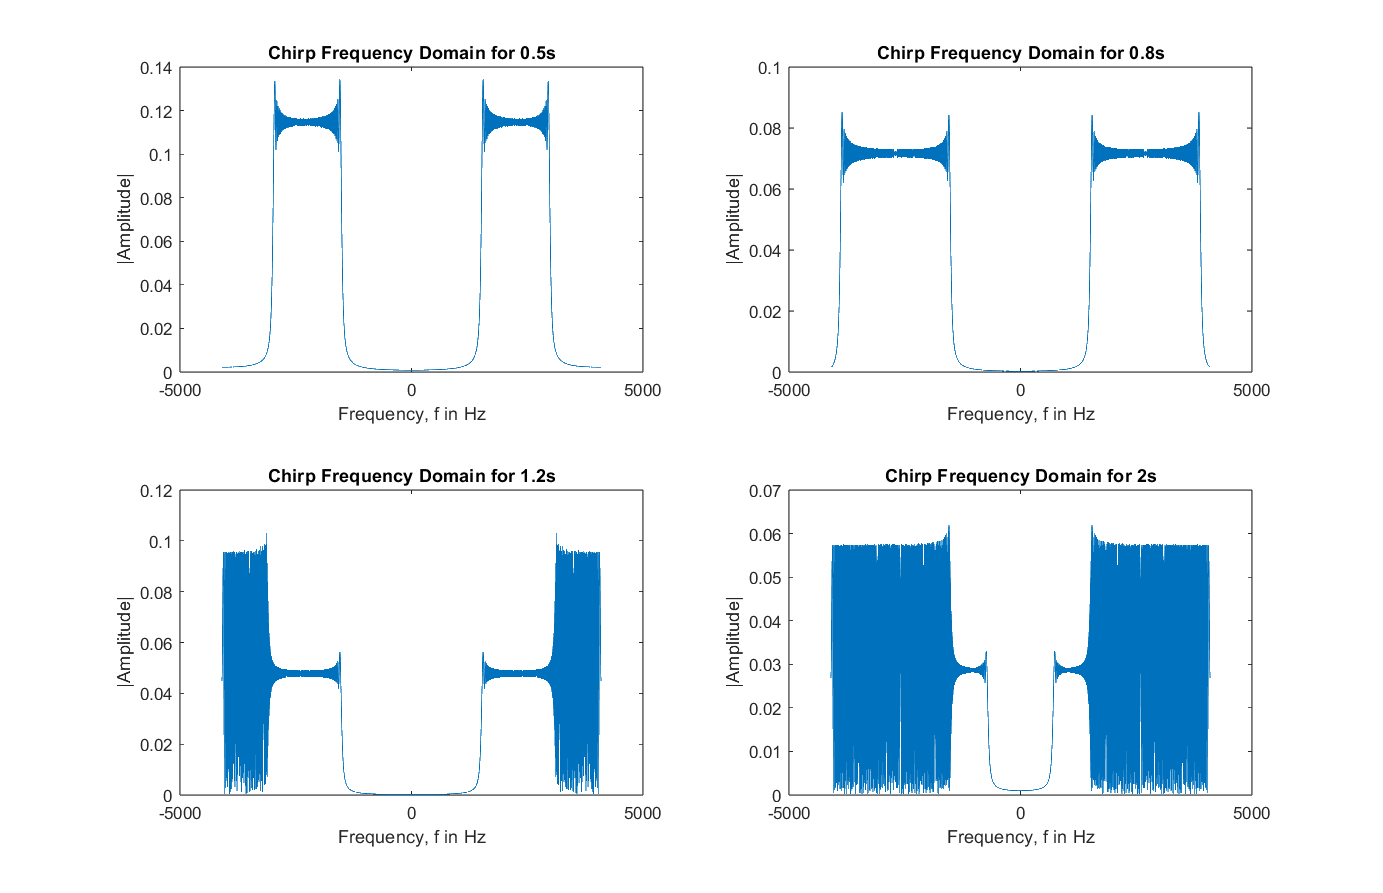 Chirp Frequency Domain for 0.5s
0.14
0.12
0.1
0.08
0.06
0.04
0.02
0
|Amplitude|
-5000 0 5000
Frequency, f in Hz
Chirp Frequency Domain for 0.8s
0.1
0.08
0.06
0.04
0.02
0
|Amplitude|
-5000 0 5000
Frequency, f in Hz
Chirp Frequency Domain for 1.2s
0.12
0.1
0.08
0.06
0.04
0.02
0
|Amplitude|
-5000 0 5000
Frequency, f in Hz
Chirp Frequency Domain for 2s
0.07
0.06
0.05
0.04
0.03
0.02
0.01
0
|Amplitude|
-5000 0 5000
Frequency, f in Hz